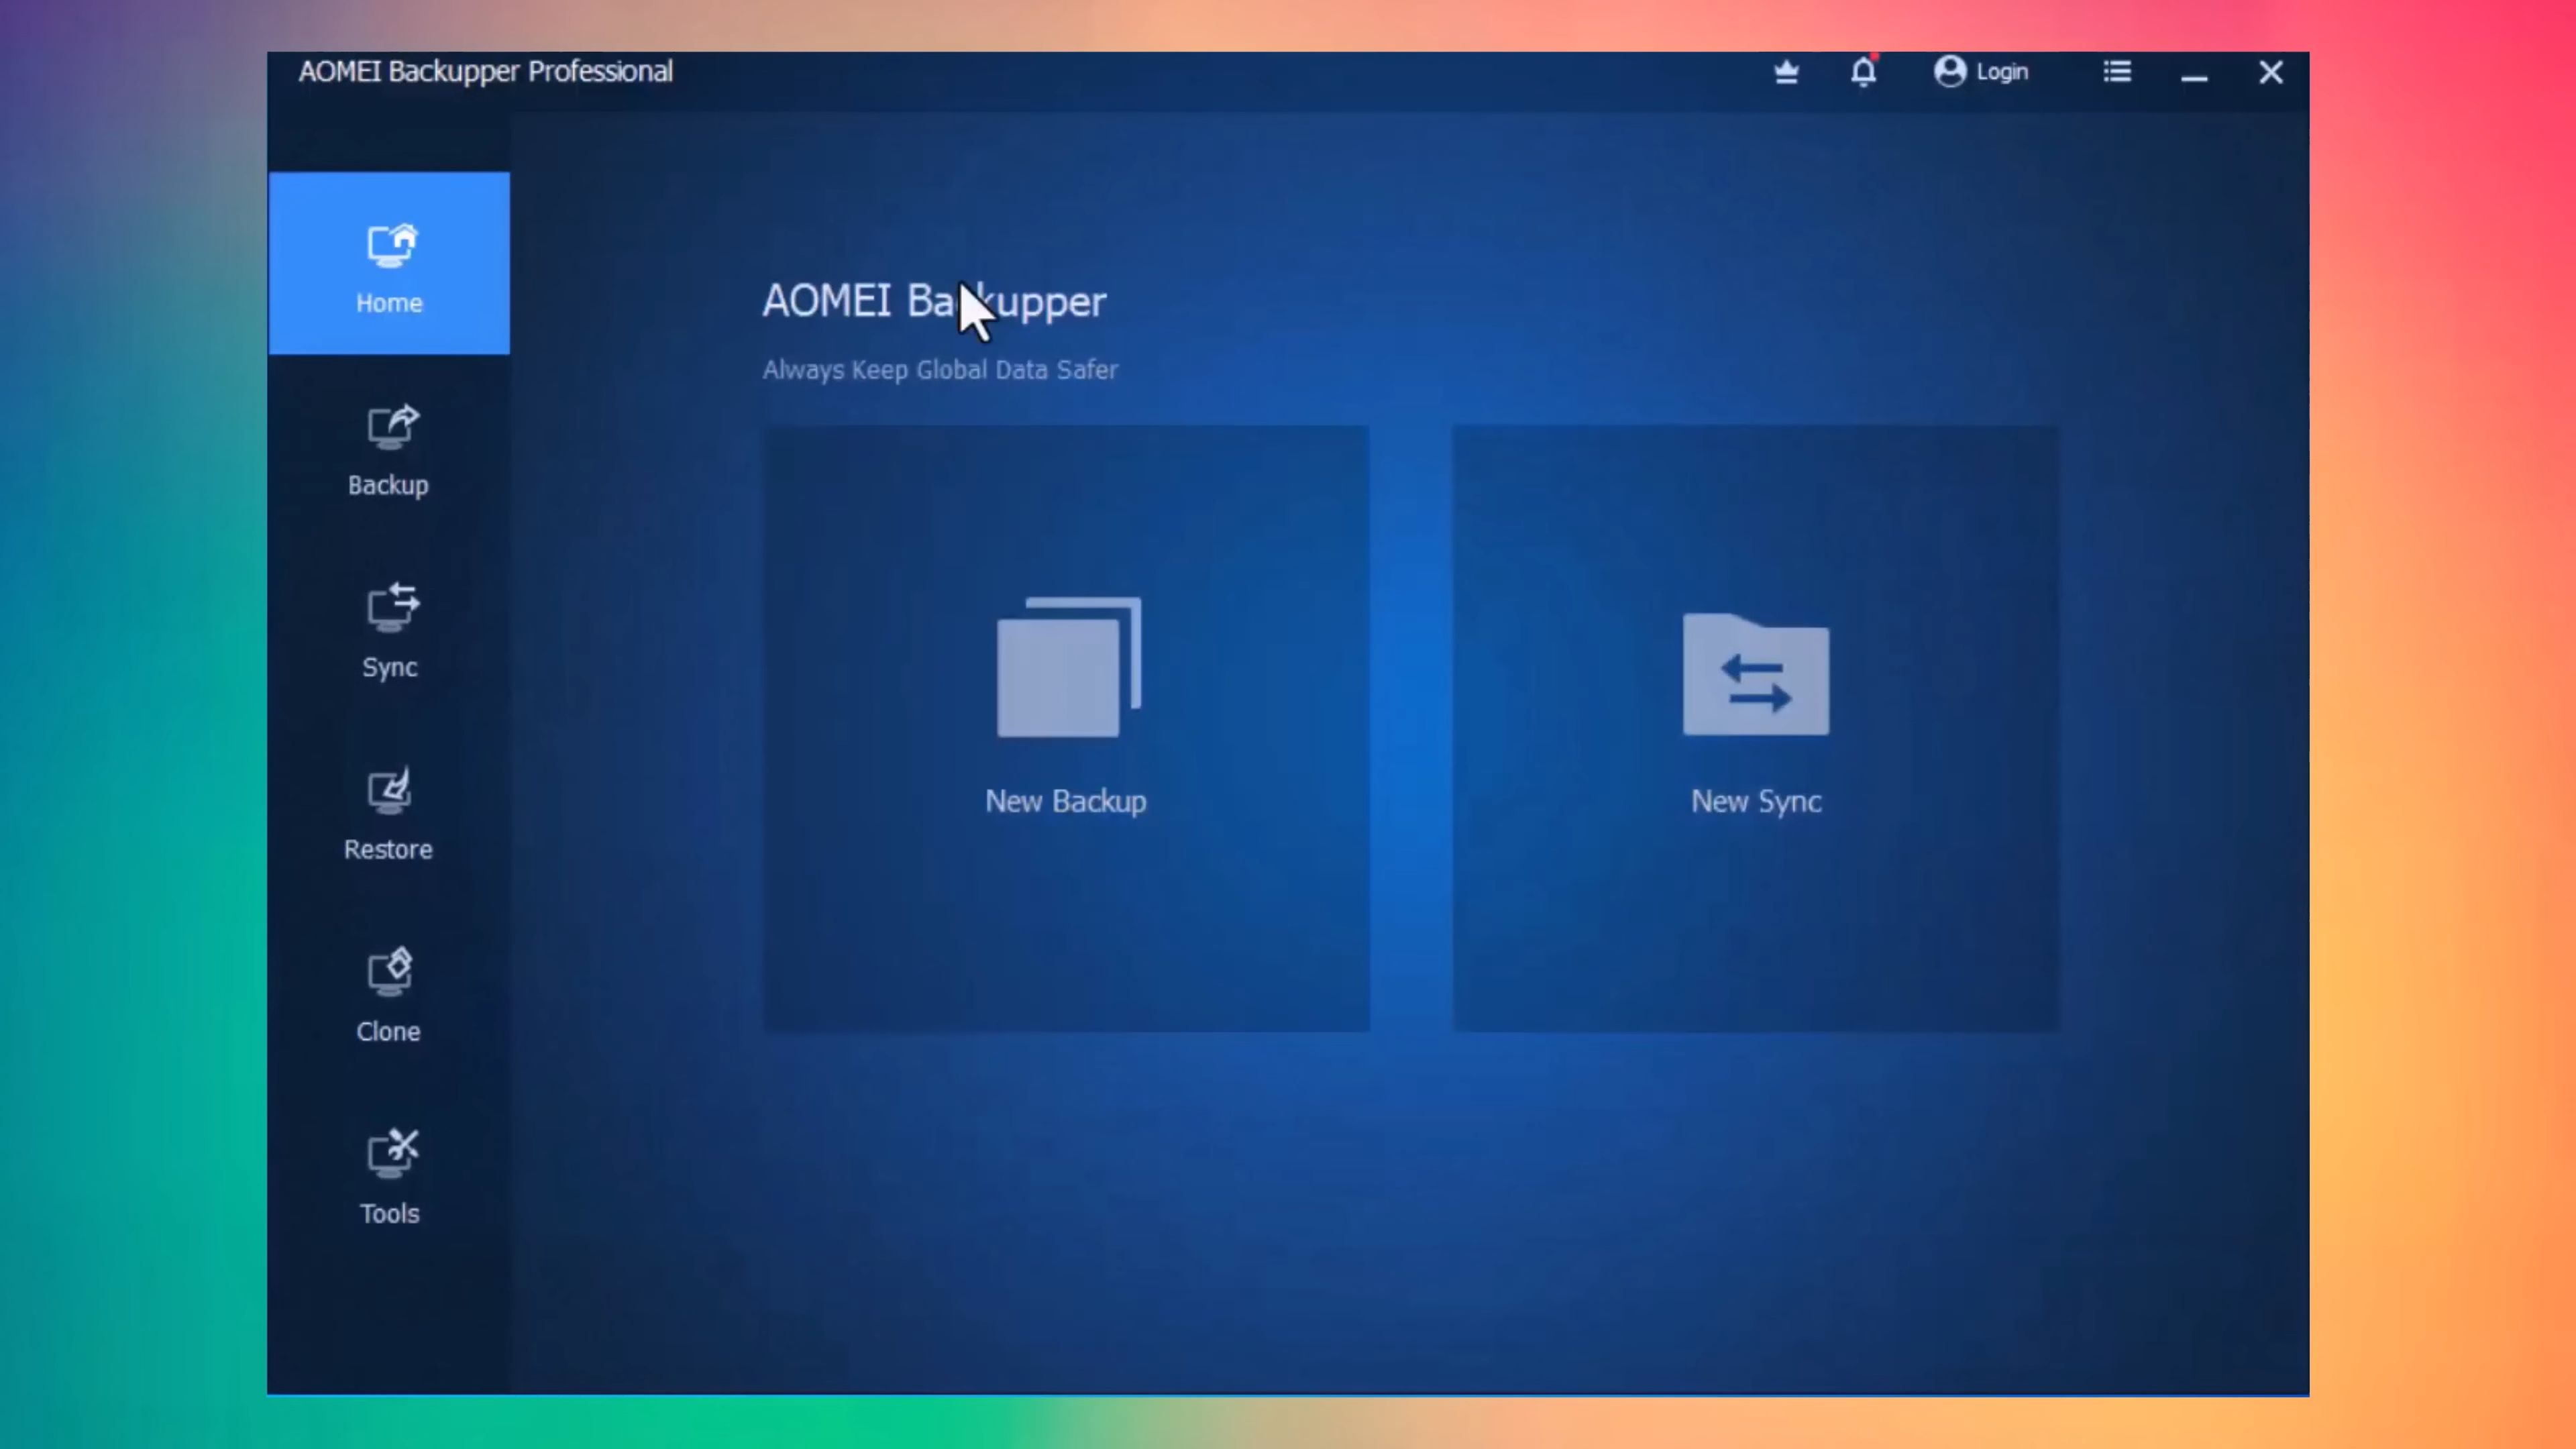 AOMEI Backupper Professional
Login
Home
Backup
Sync
Restore
Clone
Tools
AOMEI Backupper
Always Keep Global Data Safer
New Backup
New Sync